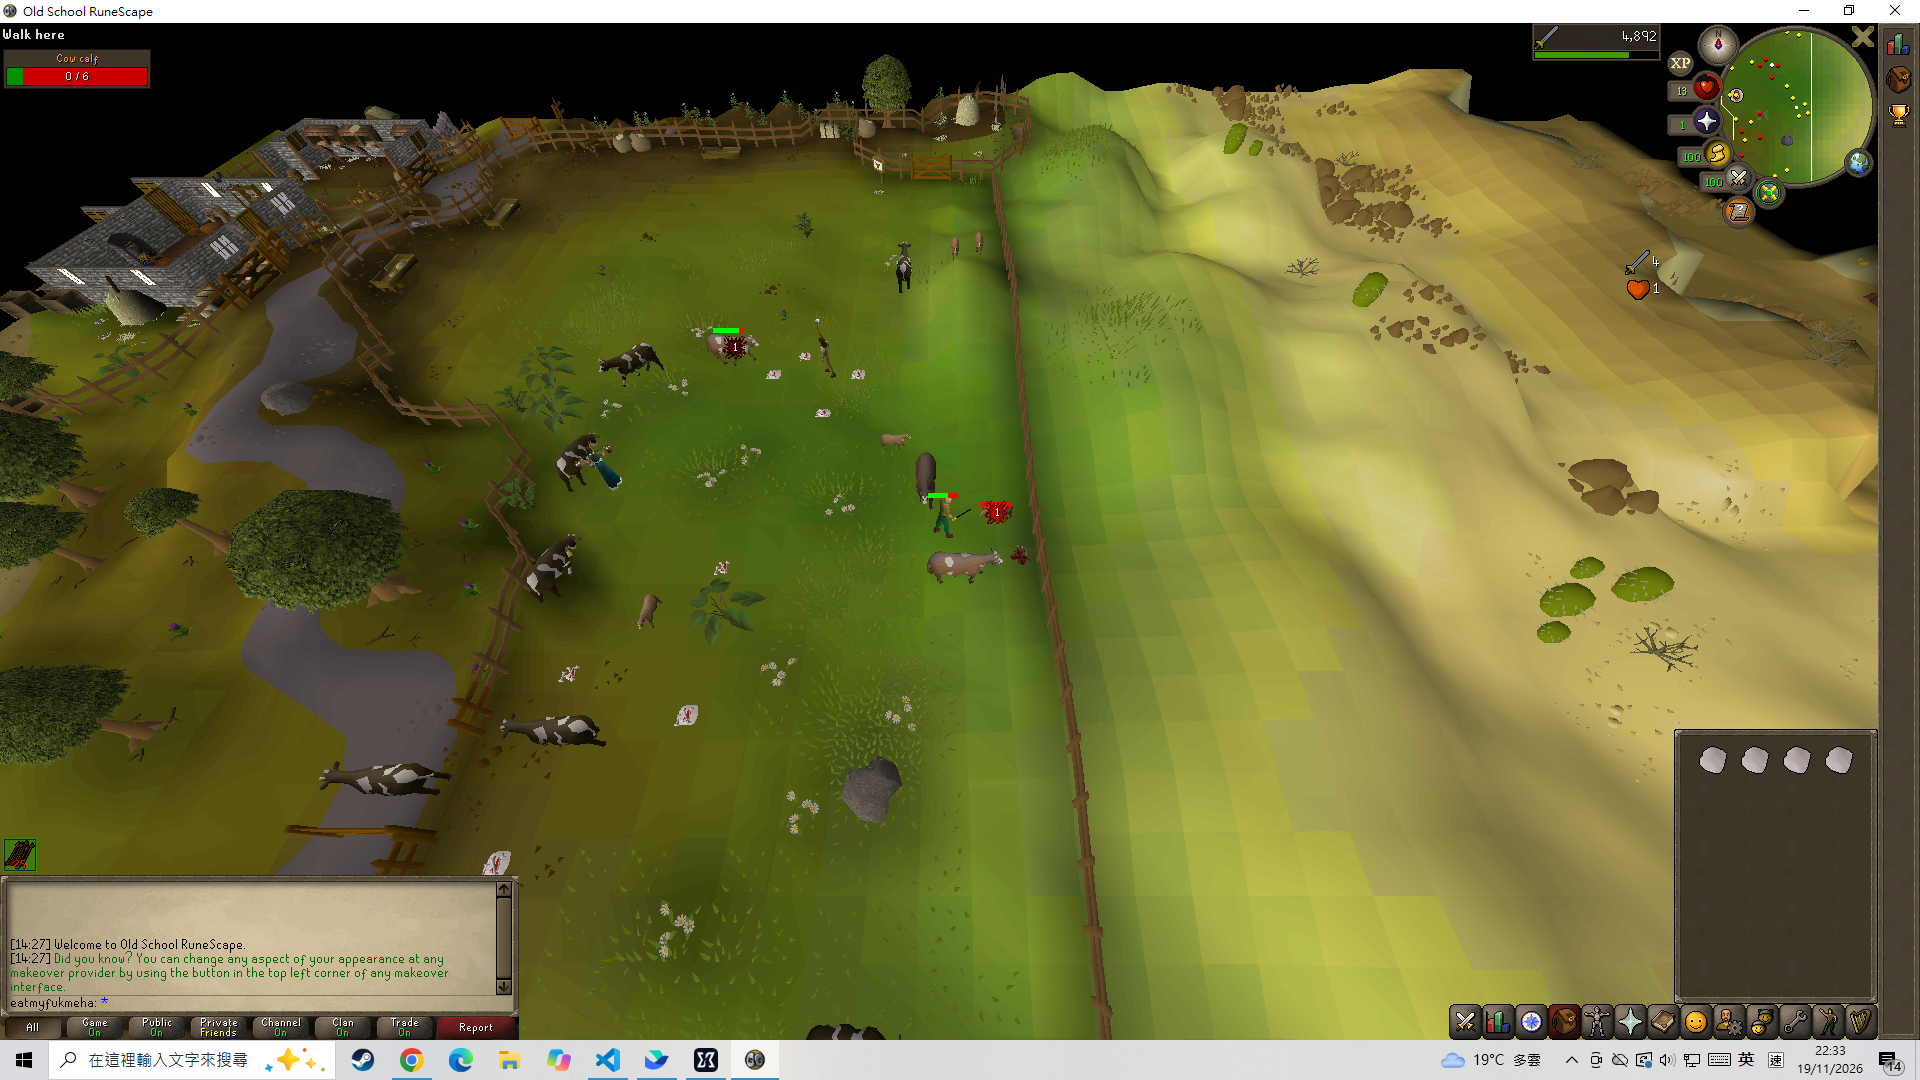 Old School RuneScape
Walk here
Cow calf
0 / 6
4,892
N
XP
13
1
100
100
4
1
1
1
25
[14:27] Welcome to Old School RuneScape.
[14:27] Did you know? You can change any aspect of your appearance at any
makeover provider by using the button in the top left corner of any makeover
interface.
eatmyfukmeha: *
All
Game
On
Public
On
Private
Friends
Channel
On
Clan
On
Trade
On
Report
在這裡輸入文字來搜尋
19°C 多雲
英
速
22:33
19/11/2026
14